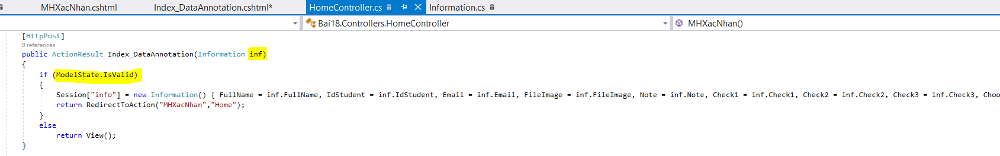 MHXacNhan.cshtml Index_DataAnnotation.cshtml* HomeController.cs Information.cs
Bai18.Controllers.HomeController MHXacNhan()
[HttpPost]
0 references
public ActionResult Index_DataAnnotation(Information inf)
{
if (ModelState.IsValid)
{
Session["info"] = new Information() { FullName = inf.FullName, IdStudent = inf.IdStudent, Email = inf.Email, FileImage = inf.FileImage, Note = inf.Note, Check1 = inf.Check1, Check2 = inf.Check2, Check3 = inf.Check3, Choo
return RedirectToAction("MHXacNhan","Home");
}
else
return View();
}